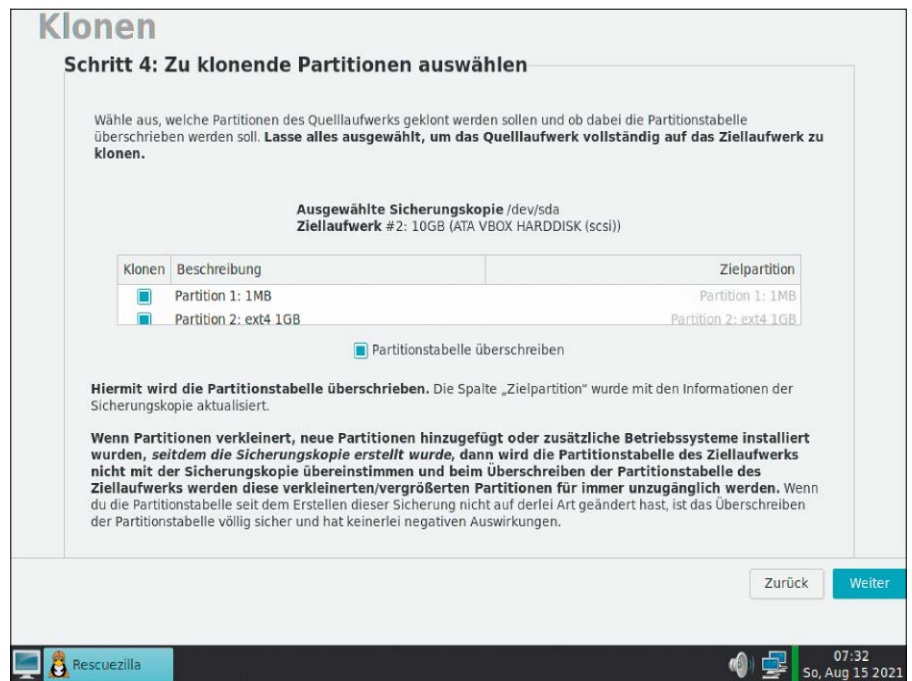 Klonen
Schritt 4: Zu klonende Partitionen auswählen
Wähle aus, welche Partitionen des Quelllaufwerks geklont werden sollen und ob dabei die Partitionstabelle
überschrieben werden soll. Lasse alles ausgewählt, um das Quelllaufwerk vollständig auf das Ziellaufwerk zu
klonen.
Ausgewählte Sicherungskopie /dev/sda
Ziellaufwerk #2: 10GB (ATA VBOX HARDDISK (scsi))
Klonen Beschreibung Zielpartition
Partition 1: 1MB Partition 1: 1MB
Partition 2: ext4 1GB Partition 2: ext4 1GB
Partitionstabelle überschreiben
Hiermit wird die Partitionstabelle überschrieben. Die Spalte „Zielpartition" wurde mit den Informationen der
Sicherungskopie aktualisiert.
Wenn Partitionen verkleinert, neue Partitionen hinzugefügt oder zusätzliche Betriebssysteme installiert
wurden, seitdem die Sicherungskopie erstellt wurde, dann wird die Partitionstabelle des Ziellaufwerks
nicht mit der Sicherungskopie übereinstimmen und beim Überschreiben der Partitionstabelle des
Ziellaufwerks werden diese verkleinerten/vergrößerten Partitionen für immer unzugänglich werden. Wenn
du die Partitionstabelle seit dem Erstellen dieser Sicherung nicht auf derlei Art geändert hast, ist das Überschreiben
der Partitionstabelle völlig sicher und hat keinerlei negativen Auswirkungen.
Zurück Weiter
Rescuezilla 07:32
So, Aug 15 2021